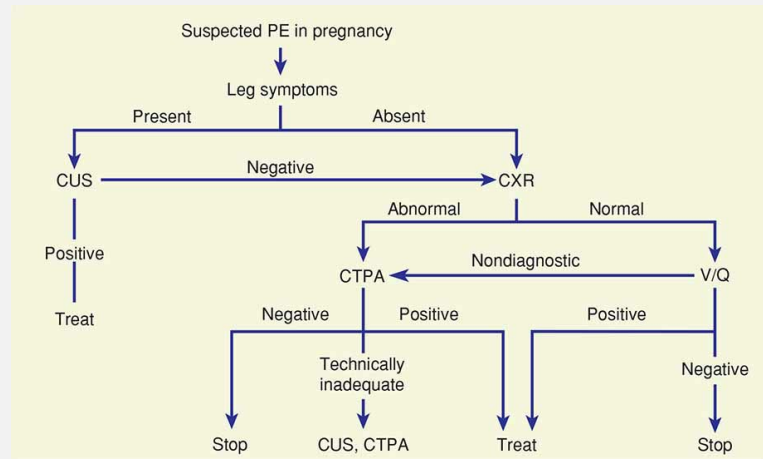 Suspected PE in pregnancy
Leg symptoms
Present
Absent
CUS
Negative
CXR
Abnormal
Normal
Positive
CTPA
Nondiagnostic
V/Q
Treat
Negative
Positive
Positive
Technically
inadequate
Negative
Stop
CUS, CTPA
Treat
Stop